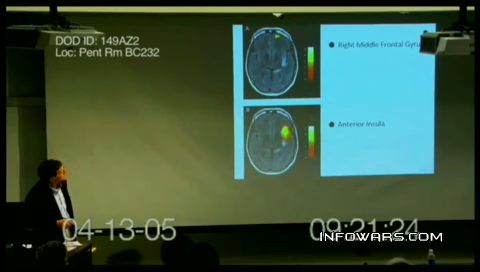 DOD ID: 149AZ2
Loc: Pent Rm BC232
A
Right Middle Frontal Gyru
B
Anterior Insula
04-13-05
09:21:24
INFOWARS.COM